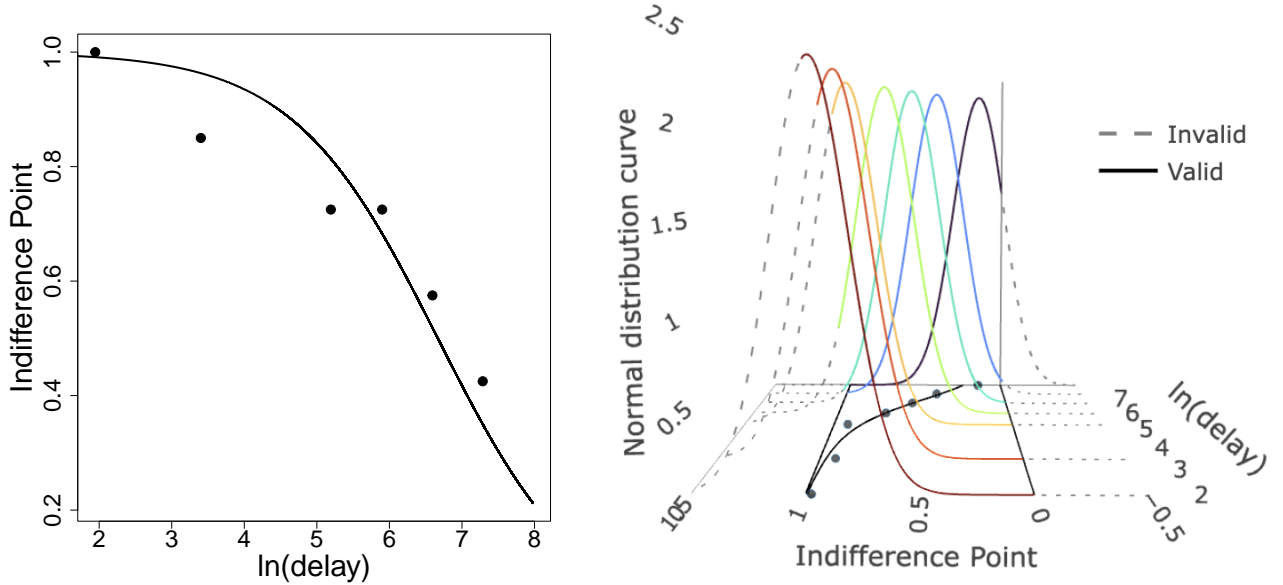 Indifference Point
1.0
0.8
0.6
0.4
0.2
2 3 4 5 6 7 8
ln(delay)
2.5
2
1.5
1
0.5
Normal distribution curve
Invalid
Valid
7 6 5 4 3 2
ln(delay)
1 0.5 0 −0.5
Indifference Point